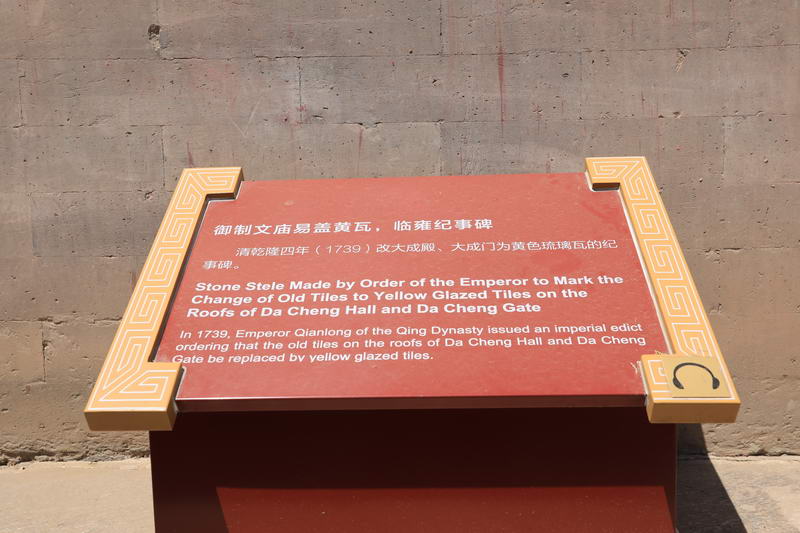 御制文庙易盖黄瓦，临雍纪事碑
清乾隆四年（1739）改大成殿、大成门为黄色琉璃瓦的纪
事碑。
Stone Stele Made by Order of the Emperor to Mark the
Change of Old Tiles to Yellow Glazed Tiles on the
Roofs of Da Cheng Hall and Da Cheng Gate
In 1739, Emperor Qianlong of the Qing Dynasty issued an imperial edict
ordering that the old tiles on the roofs of Da Cheng Hall and Da Cheng
Gate be replaced by yellow glazed tiles.